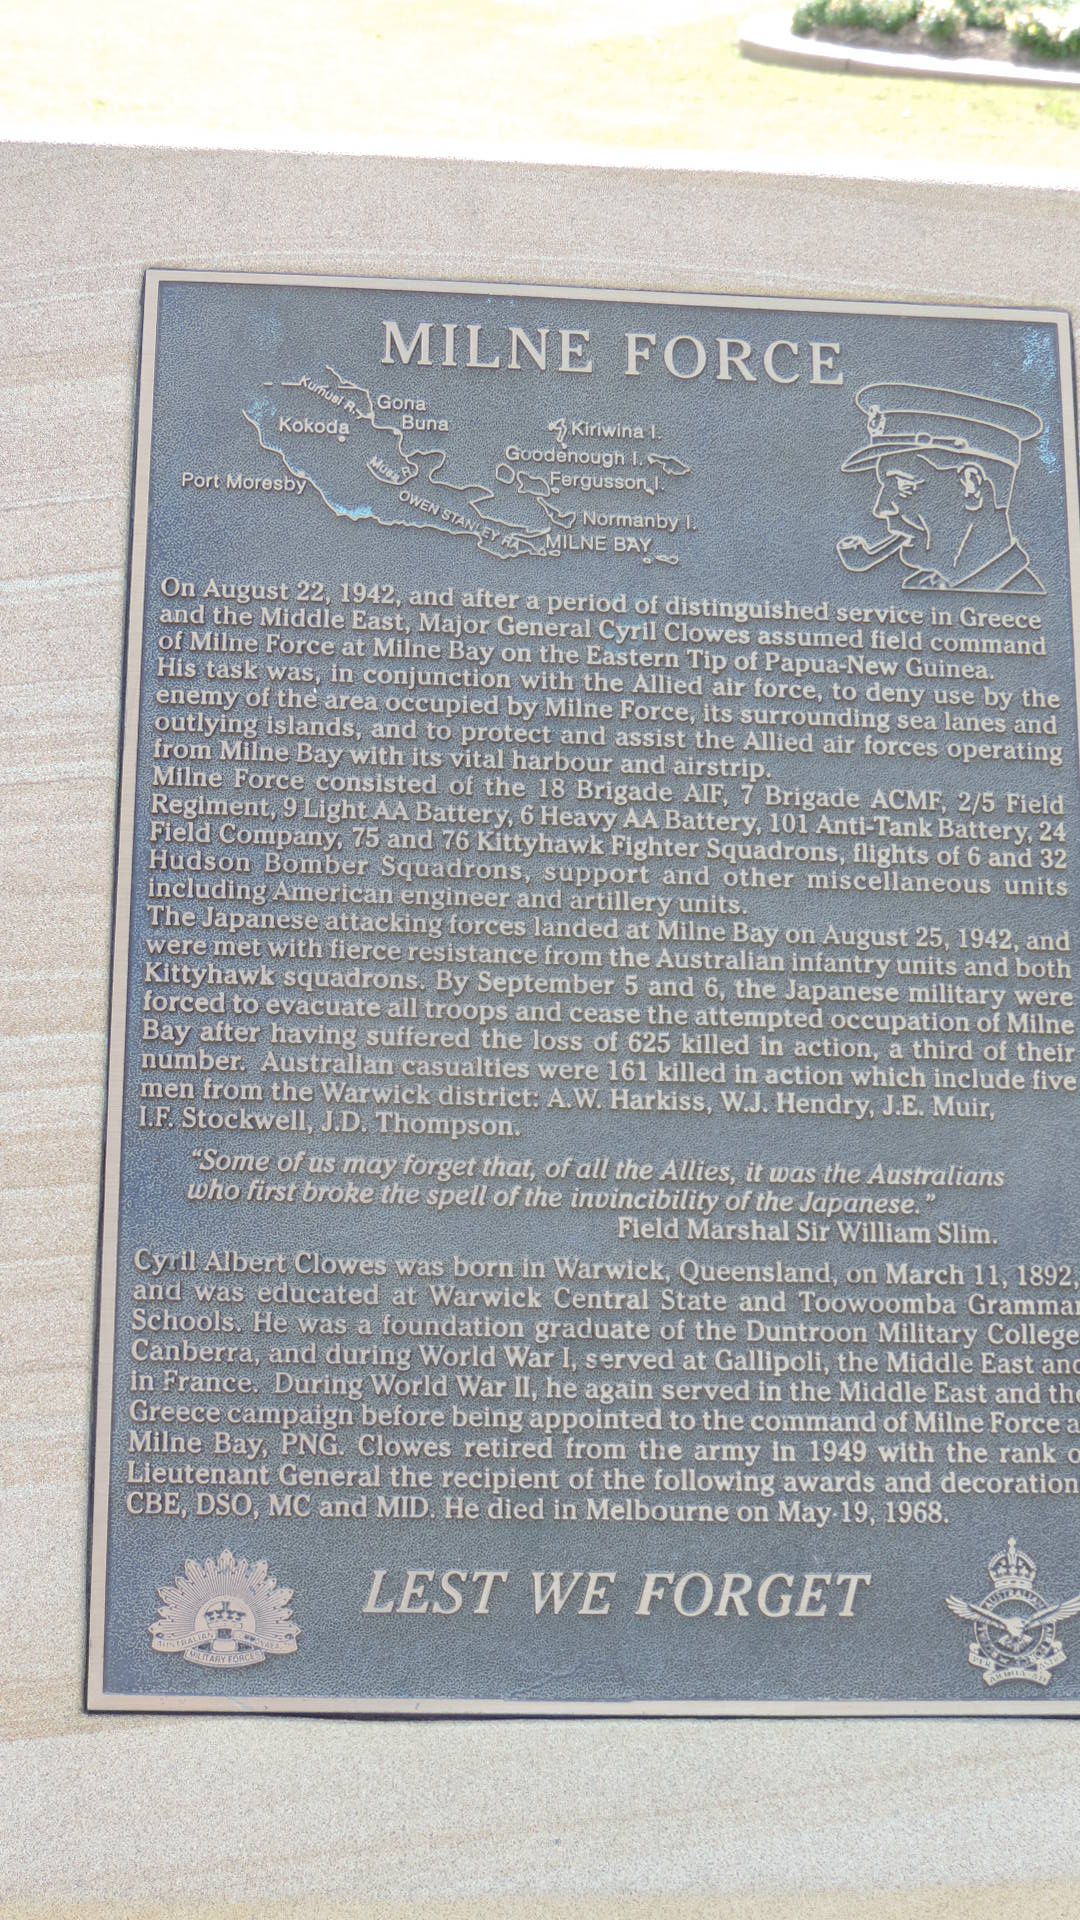 MILNE FORCE
Kumusi R.
Gona
Kokoda
Buna
Kiriwina I.
Goodenough I.
Port Moresby
Fergusson I.
OWEN STANLEY RA
Normanby I.
MILNE BAY
On August 22, 1942, and after a period of distinguished service in Greece
and the Middle East, Major General Cyril Clowes assumed field command
of Milne Force at Milne Bay on the Eastern Tip of Papua-New Guinea.
His task was, in conjunction with the Allied air force, to deny use by the
enemy of the area occupied by Milne Force, its surrounding sea lanes and
outlying islands, and to protect and assist the Allied air forces operating
from Milne Bay with its vital harbour and airstrip.
Milne Force consisted of the 18 Brigade AIF, 7 Brigade ACMF, 2/5 Field
Regiment, 9 Light AA Battery, 6 Heavy AA Battery, 101 Anti-Tank Battery, 24
Field Company, 75 and 76 Kittyhawk Fighter Squadrons, flights of 6 and 32
Hudson Bomber Squadrons, support and other miscellaneous units
including American engineer and artillery units.
The Japanese attacking forces landed at Milne Bay on August 25, 1942, and
were met with fierce resistance from the Australian infantry units and both
Kittyhawk squadrons. By September 5 and 6, the Japanese military were
forced to evacuate all troops and cease the attempted occupation of Milne
Bay after having suffered the loss of 625 killed in action, a third of their
number. Australian casualties were 161 killed in action which include five
men from the Warwick district: A.W. Harkiss, W.J. Hendry, J.E. Muir,
I.F. Stockwell, J.D. Thompson.
"Some of us may forget that, of all the Allies, it was the Australians
who first broke the spell of the invincibility of the Japanese."
Field Marshal Sir William Slim.
Cyril Albert Clowes was born in Warwick, Queensland, on March 11, 1892,
and was educated at Warwick Central State and Toowoomba Grammar
Schools. He was a foundation graduate of the Duntroon Military College
Canberra, and during World War I, served at Gallipoli, the Middle East and
in France. During World War II, he again served in the Middle East and the
Greece campaign before being appointed to the command of Milne Force a
Milne Bay, PNG. Clowes retired from the army in 1949 with the rank o
Lieutenant General the recipient of the following awards and decoration
CBE, DSO, MC and MID. He died in Melbourne on May 19, 1968.
LEST WE FORGET
AUSTRALIAN
MILITARY FORCES
AUSTRALIAN